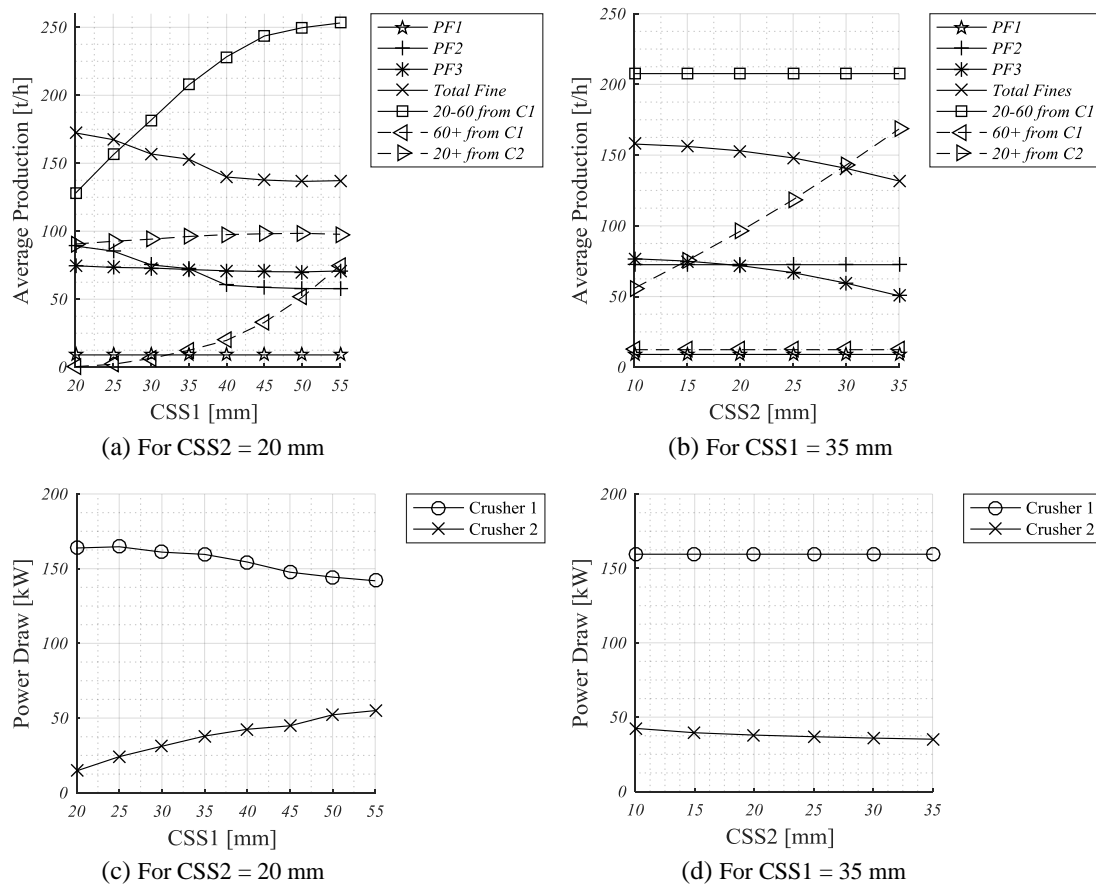 Average Production [t/h]
250
200
150
100
50
0
20 25 30 35 40 45 50 55
CSS1 [mm]
PF1
PF2
PF3
Total Fine
20-60 from C1
60+ from C1
20+ from C2
(a) For CSS2 = 20 mm
Average Production [t/h]
250
200
150
100
50
0
10 15 20 25 30 35
CSS2 [mm]
PF1
PF2
PF3
Total Fines
20-60 from C1
60+ from C1
20+ from C2
(b) For CSS1 = 35 mm
Power Draw [kW]
200
150
100
50
0
20 25 30 35 40 45 50 55
CSS1 [mm]
Crusher 1
Crusher 2
(c) For CSS2 = 20 mm
Power Draw [kW]
200
150
100
50
0
10 15 20 25 30 35
CSS2 [mm]
Crusher 1
Crusher 2
(d) For CSS1 = 35 mm